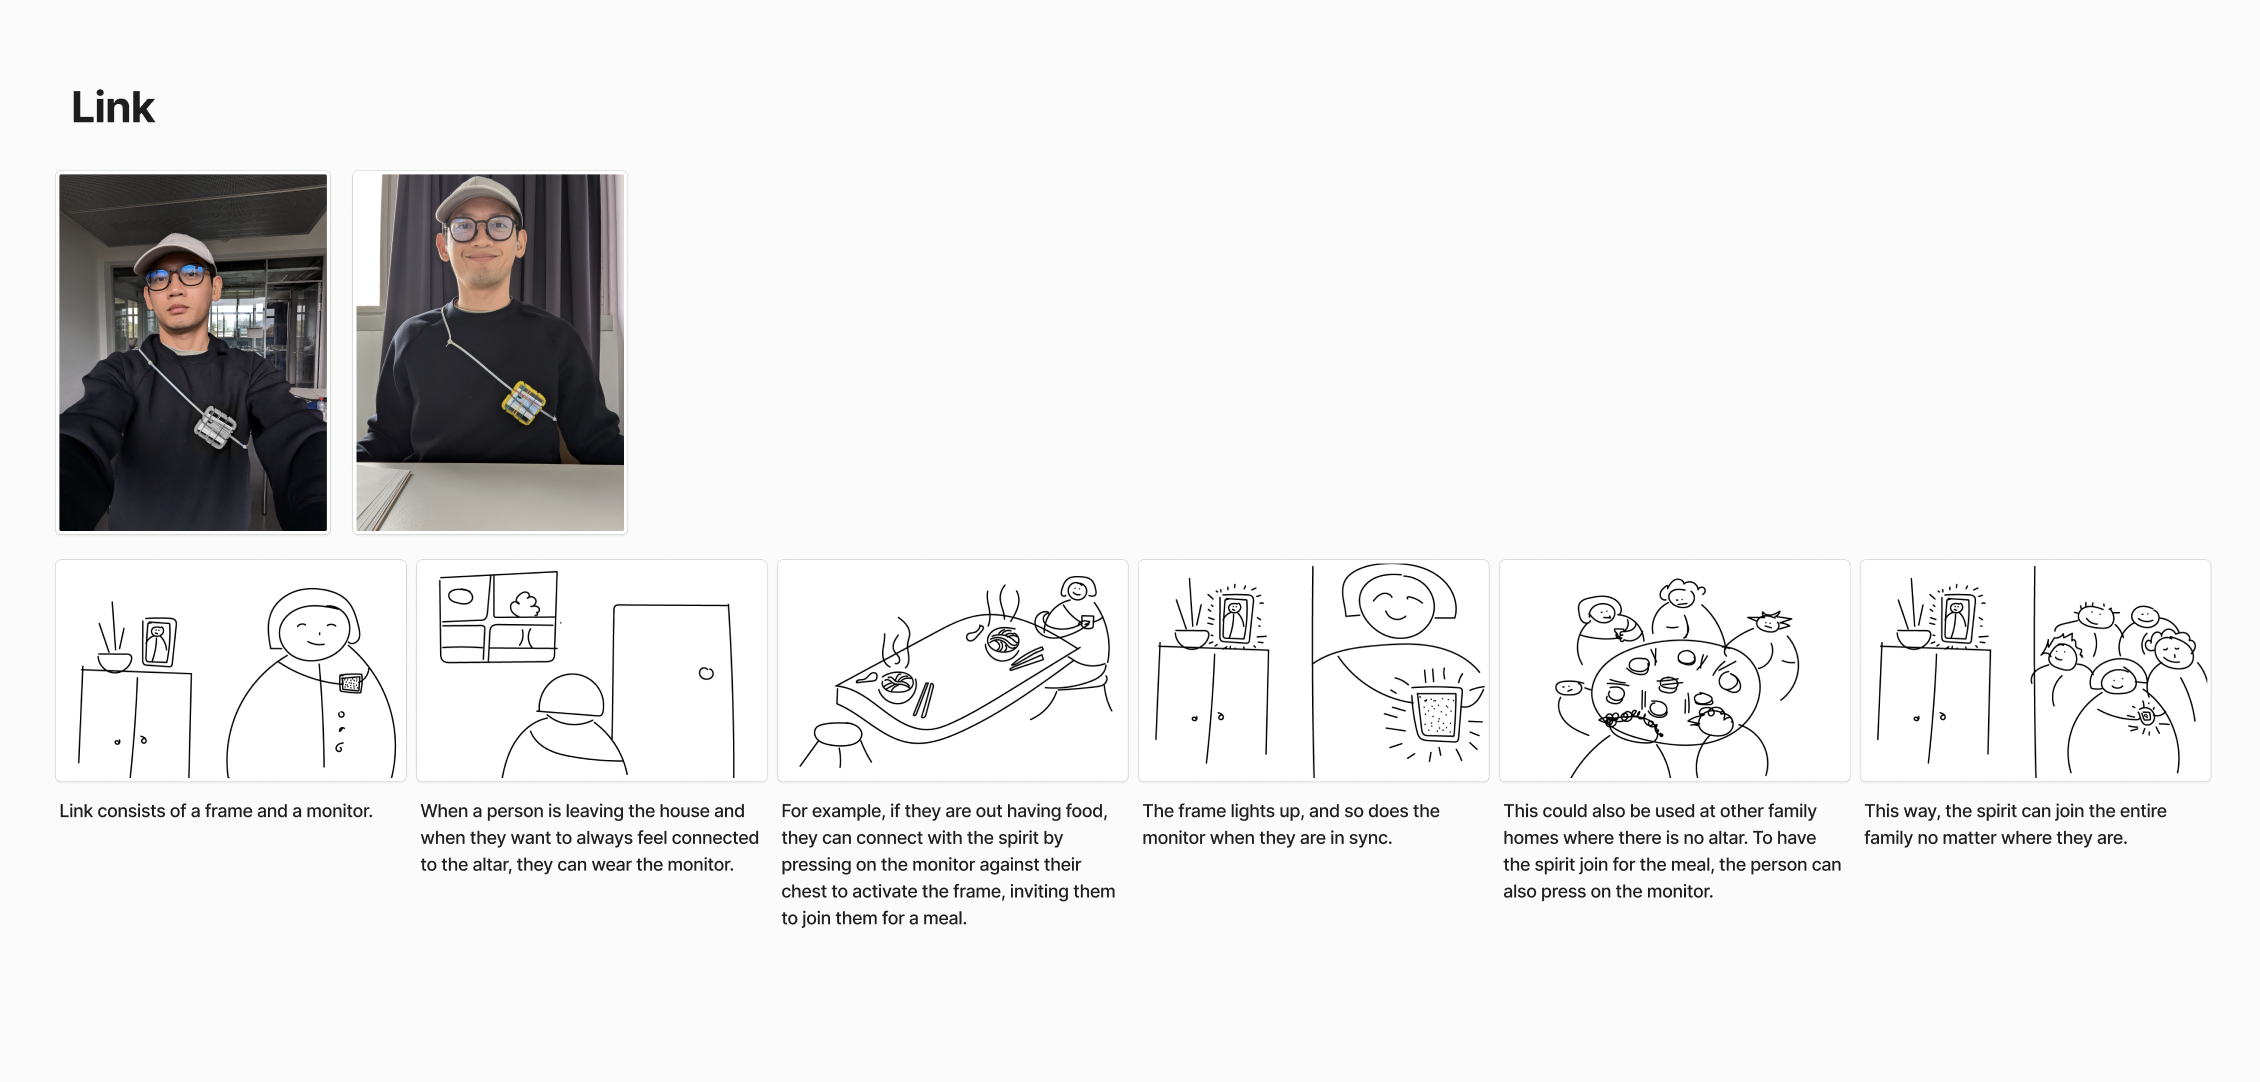 Link
Link consists of a frame and a monitor.
When a person is leaving the house and
when they want to always feel connected
to the altar, they can wear the monitor.
For example, if they are out having food,
they can connect with the spirit by
pressing on the monitor against their
chest to activate the frame, inviting them
to join them for a meal.
The frame lights up, and so does the
monitor when they are in sync.
This could also be used at other family
homes where there is no altar. To have
the spirit join for the meal, the person can
also press on the monitor.
This way, the spirit can join the entire
family no matter where they are.